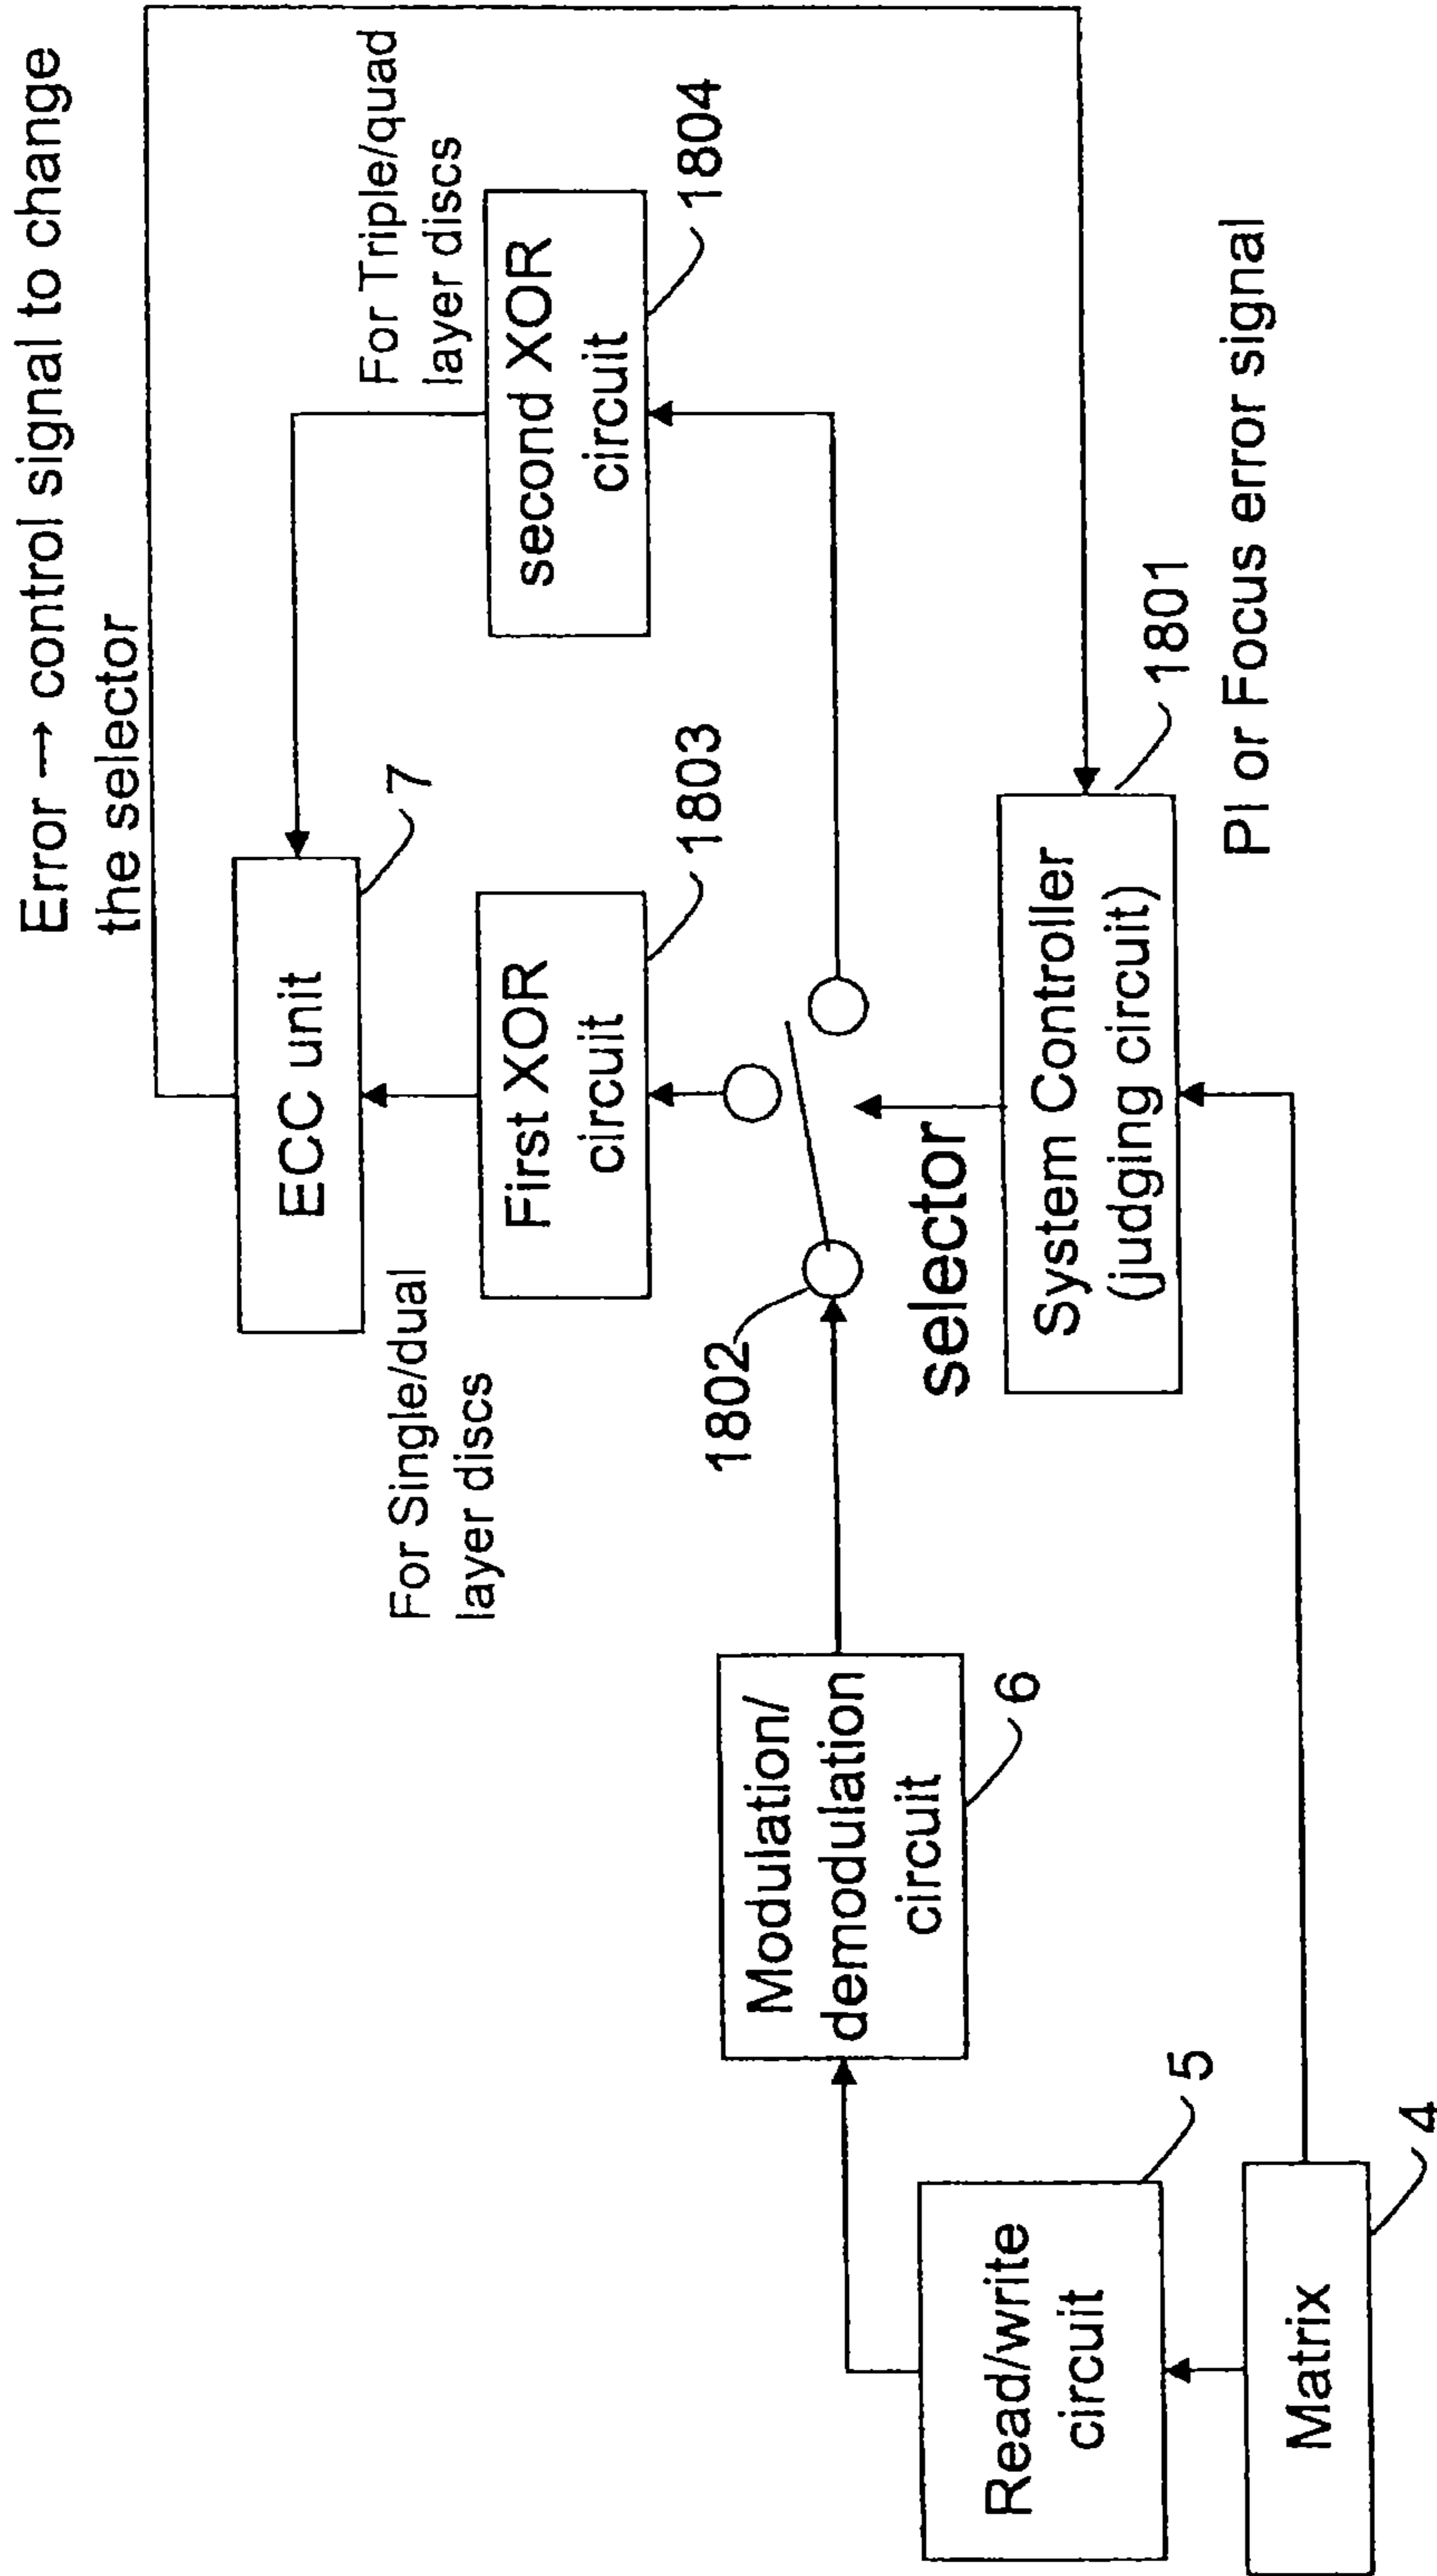 Error → control signal to change
the selector
For Triple/quad
layer discs
ECC unit
7
second XOR
circuit
1804
For Single/dual
layer discs
First XOR
circuit
1803
1802
selector
Modulation/
demodulation
circuit
6
System Controller
(judging circuit)
1801
PI or Focus error signal
Read/write
circuit
5
Matrix
4